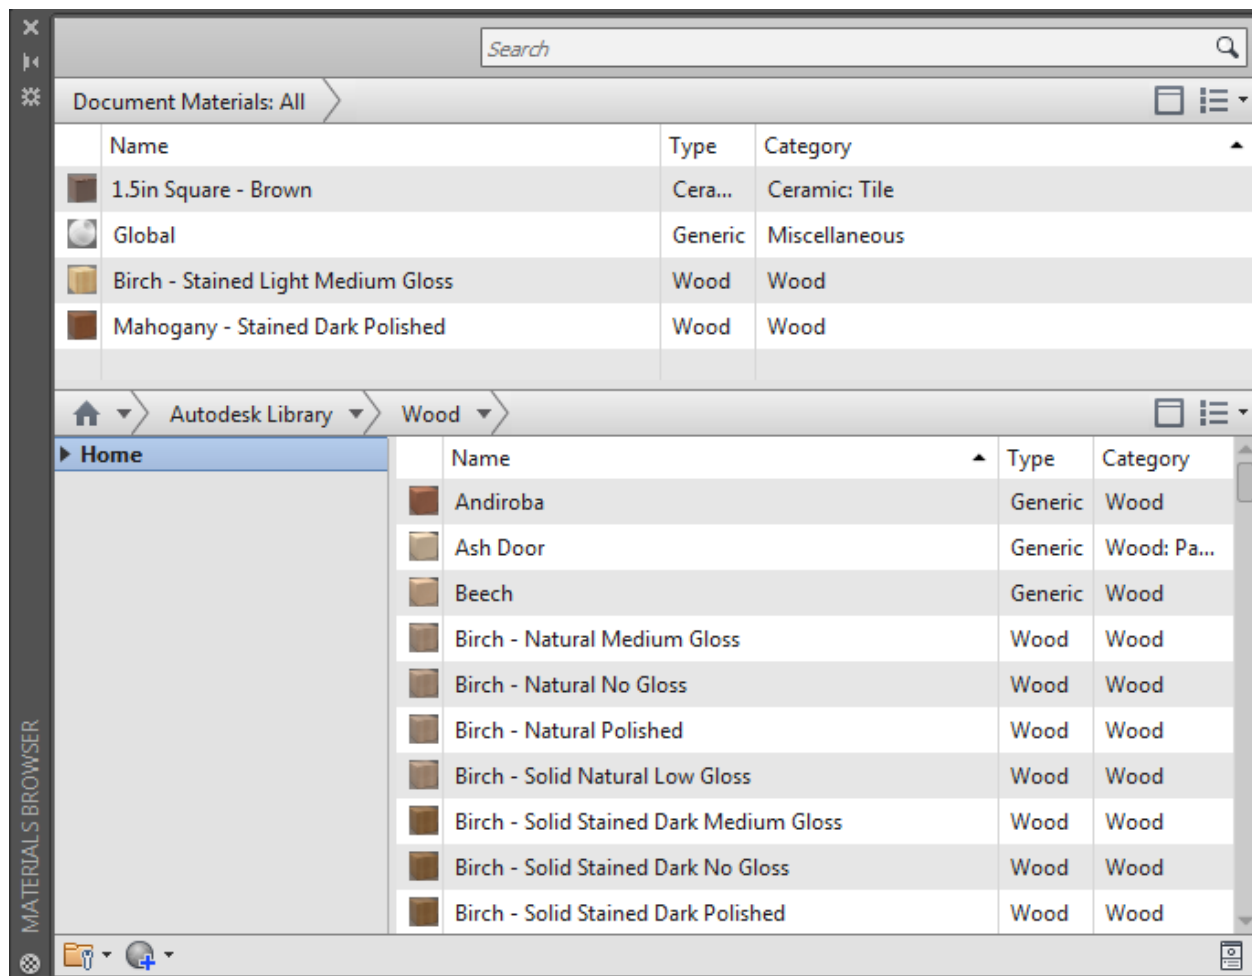 Search
Document Materials: All
Name Type Category
1.5in Square - Brown Cera... Ceramic: Tile
Global Generic Miscellaneous
Birch - Stained Light Medium Gloss Wood Wood
Mahogany - Stained Dark Polished Wood Wood
Autodesk Library Wood
Home
Name Type Category
Andiroba Generic Wood
Ash Door Generic Wood: Pa...
Beech Generic Wood
Birch - Natural Medium Gloss Wood Wood
Birch - Natural No Gloss Wood Wood
Birch - Natural Polished Wood Wood
Birch - Solid Natural Low Gloss Wood Wood
Birch - Solid Stained Dark Medium Gloss Wood Wood
Birch - Solid Stained Dark No Gloss Wood Wood
Birch - Solid Stained Dark Polished Wood Wood
MATERIALS BROWSER